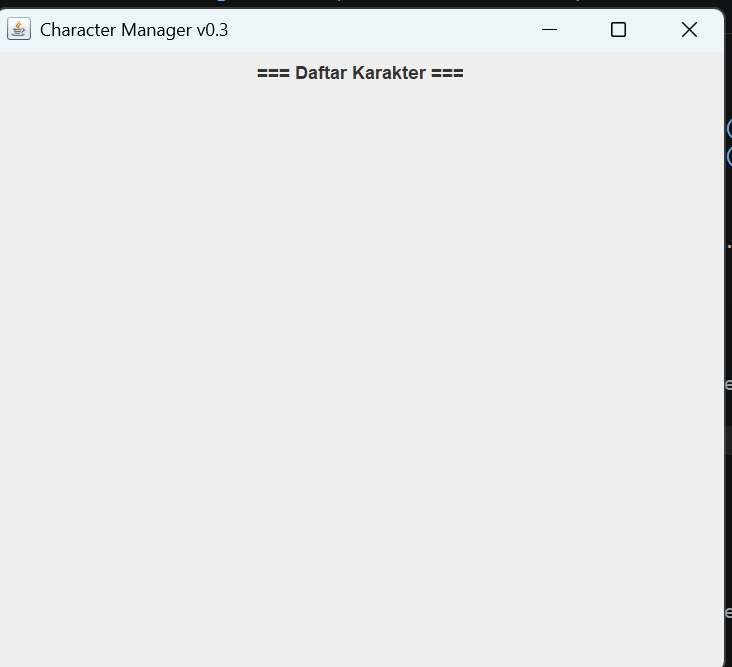 Character Manager v0.3
=== Daftar Karakter ===